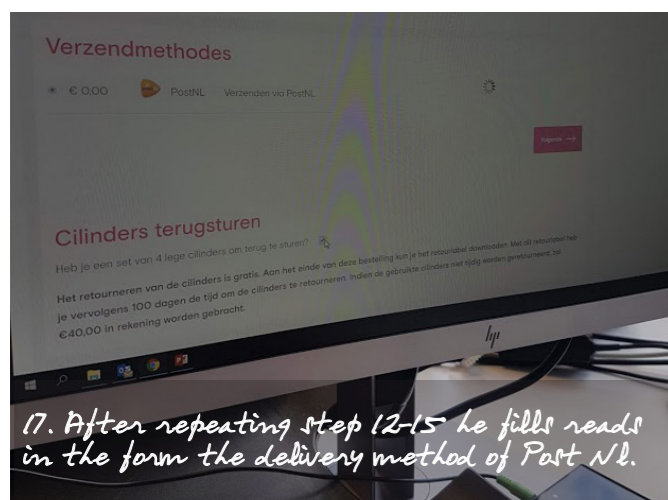 Verzendmethodes
€ 0,00 PostNL Verzenden via PostNL
Volgende
Cilinders terugsturen
Heb je een set van 4 lege cilinders om terug te sturen?
Het retourneren van de cilinders is gratis. Aan het einde van deze bestelling kun je het retourlabel downloaden. Met dit retourlabel heb
je vervolgens 100 dagen de tijd om de cilinders te retourneren. Indien de gebruikte cilinders niet tijdig worden geretourneerd, zal
€40,00 in rekening worden gebracht.
hp
17. After repeating step 12-15 he fills reads
in the form the delivery method of Post Nl.